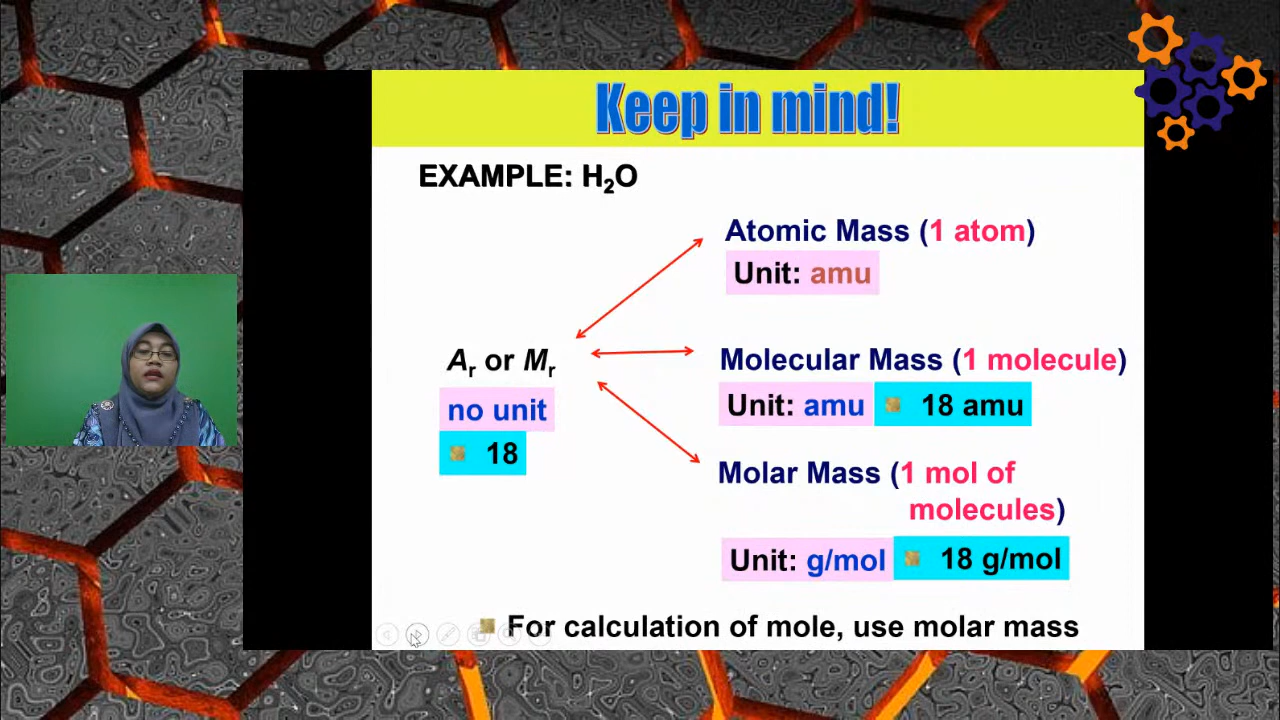 Keep in mind!
EXAMPLE: H₂O
Atomic Mass (1 atom)
Unit: amu
Aᵣ or Mᵣ
no unit
18
Molecular Mass (1 molecule)
Unit: amu 18 amu
Molar Mass (1 mol of
molecules)
Unit: g/mol 18 g/mol
For calculation of mole, use molar mass